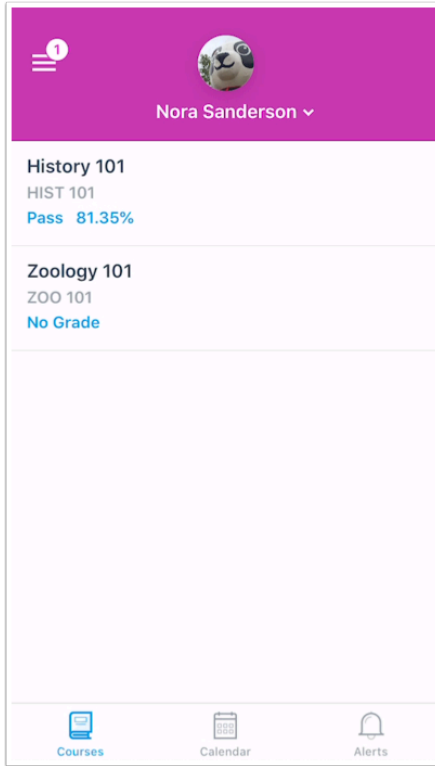 1
Nora Sanderson
History 101
HIST 101
Pass 81.35%
Zoology 101
ZOO 101
No Grade
Courses Calendar Alerts